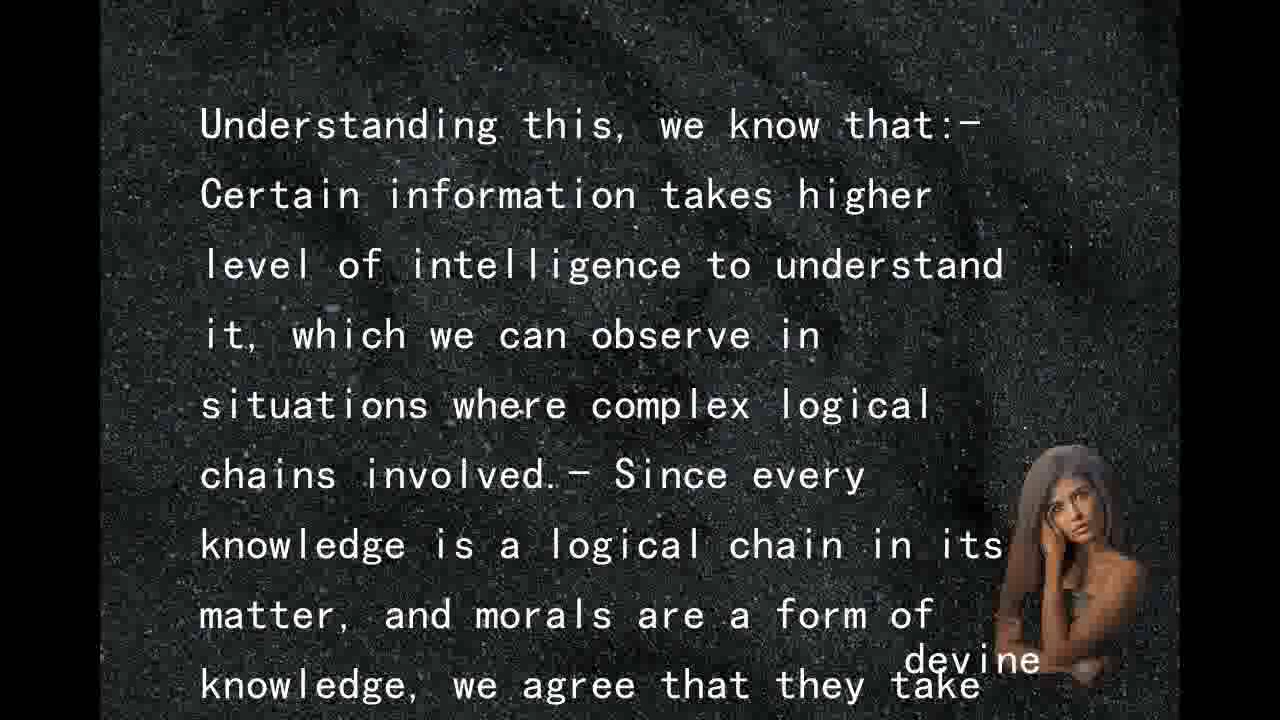 Understanding this, we know that:—
Certain information takes higher
level of intelligence to understand
it, which we can observe in
situations where complex logical
chains involved.— Since every
knowledge is a logical chain in its
matter, and morals are a form of
devine
knowledge, we agree that they take